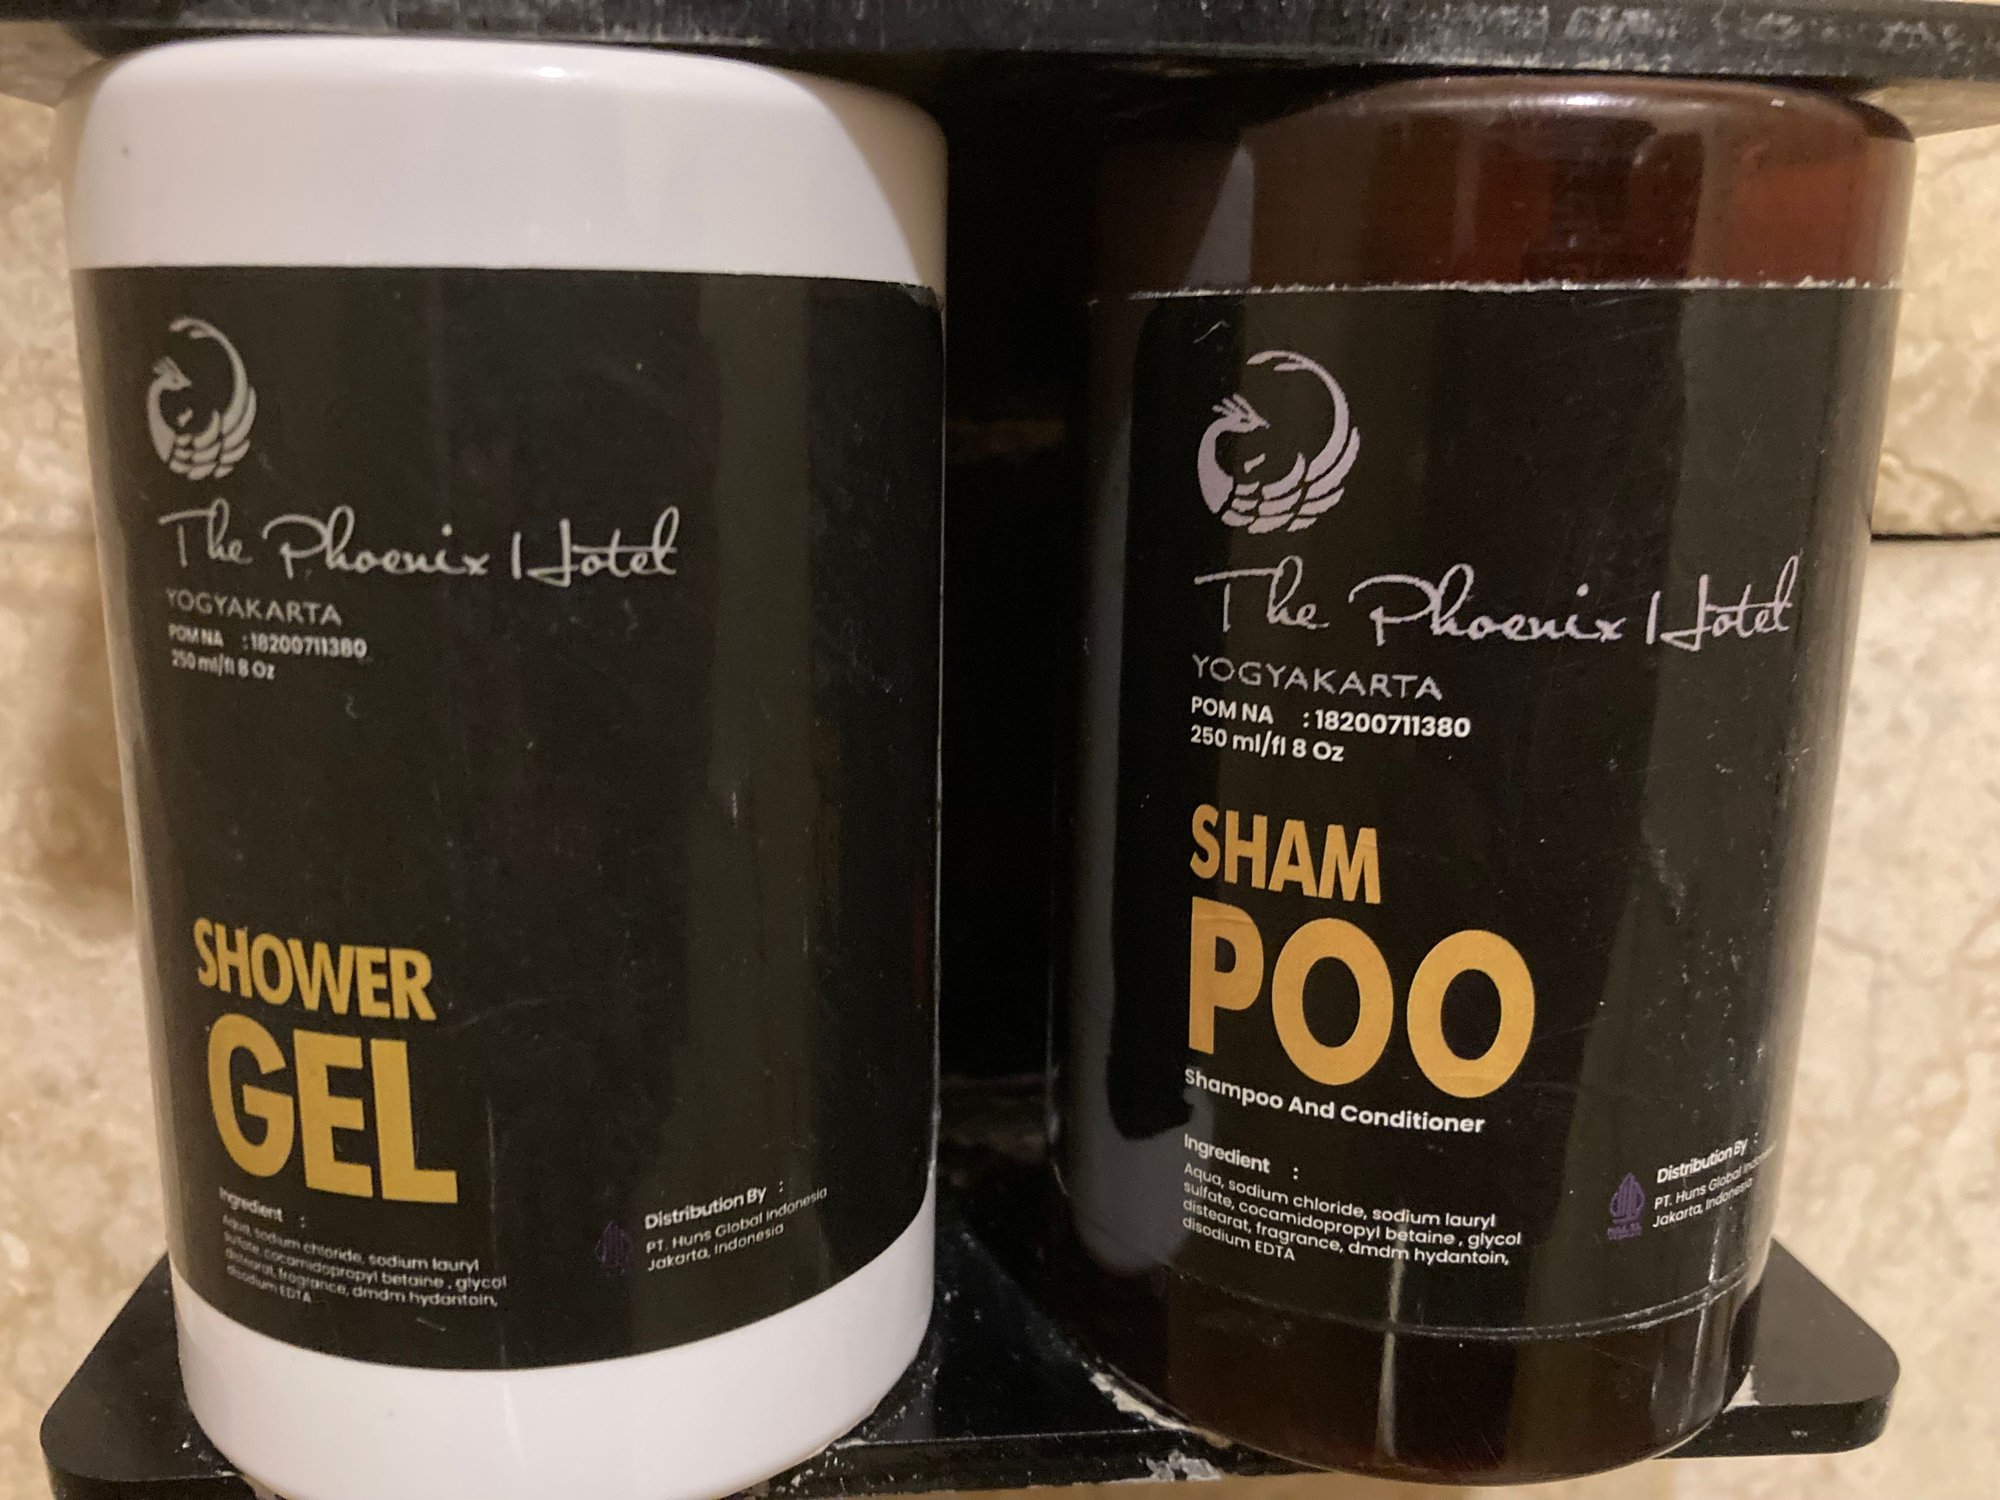 The Phoenix Hotel
YOGYAKARTA
POM NA : 18200711380
250 ml/fl 8 Oz
SHOWER
GEL
Ingredient :
Aqua, sodium chloride, sodium lauryl
sulfate, cocamidopropyl betaine , glycol
distearat, fragrance, dmdm hydantoin,
disodium EDTA
Distribution By :
PT. Huns Global Indonesia
Jakarta, Indonesia
The Phoenix Hotel
YOGYAKARTA
POM NA : 18200711380
250 ml/fl 8 Oz
SHAM
POO
Shampoo And Conditioner
Ingredient :
Aqua, sodium chloride, sodium lauryl
sulfate, cocamidopropyl betaine , glycol
distearat, fragrance, dmdm hydantoin,
disodium EDTA
Distribution By :
PT. Huns Global Indonesia
Jakarta, Indonesia